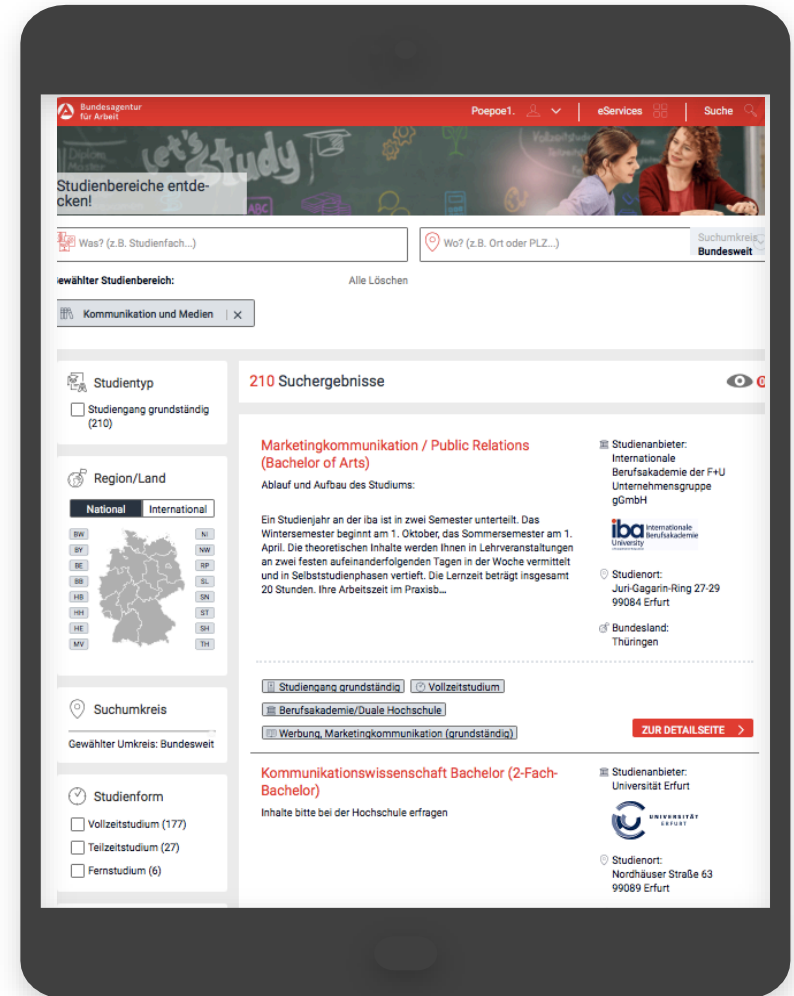 Bundesagentur
für Arbeit
Poepoe1.
eServices
Suche
Diplom
Master
Let's Study
ABC
Studienbereiche entde-
cken!
Was? (z.B. Studienfach...)
Wo? (z.B. Ort oder PLZ...)
Suchumkreis
Bundesweit
ewählter Studienbereich:
Alle Löschen
Kommunikation und Medien | ×
Studientyp
Studiengang grundständig
(210)
Region/Land
National
International
BW
NI
BY
NW
BE
RP
BB
SL
HB
SN
HH
ST
HE
SH
MV
TH
Suchumkreis
Gewählter Umkreis: Bundesweit
Studienform
Vollzeitstudium (177)
Teilzeitstudium (27)
Fernstudium (6)
210 Suchergebnisse
0
Marketingkommunikation / Public Relations
(Bachelor of Arts)
Ablauf und Aufbau des Studiums:
Ein Studienjahr an der iba ist in zwei Semester unterteilt. Das
Wintersemester beginnt am 1. Oktober, das Sommersemester am 1.
April. Die theoretischen Inhalte werden Ihnen in Lehrveranstaltungen
an zwei festen aufeinanderfolgenden Tagen in der Woche vermittelt
und in Selbststudienphasen vertieft. Die Lernzeit beträgt insgesamt
20 Stunden. Ihre Arbeitszeit im Praxisb...
Studienanbieter:
Internationale
Berufsakademie der F+U
Unternehmensgruppe
gGmbH
iba Internationale
Berufsakademie
University
Studienort:
Juri-Gagarin-Ring 27-29
99084 Erfurt
Bundesland:
Thüringen
Studiengang grundständig
Vollzeitstudium
Berufsakademie/Duale Hochschule
Werbung, Marketingkommunikation (grundständig)
ZUR DETAILSEITE
Kommunikationswissenschaft Bachelor (2-Fach-
Bachelor)
Inhalte bitte bei der Hochschule erfragen
Studienanbieter:
Universität Erfurt
UNIVERSITÄT
ERFURT
Studienort:
Nordhäuser Straße 63
99089 Erfurt